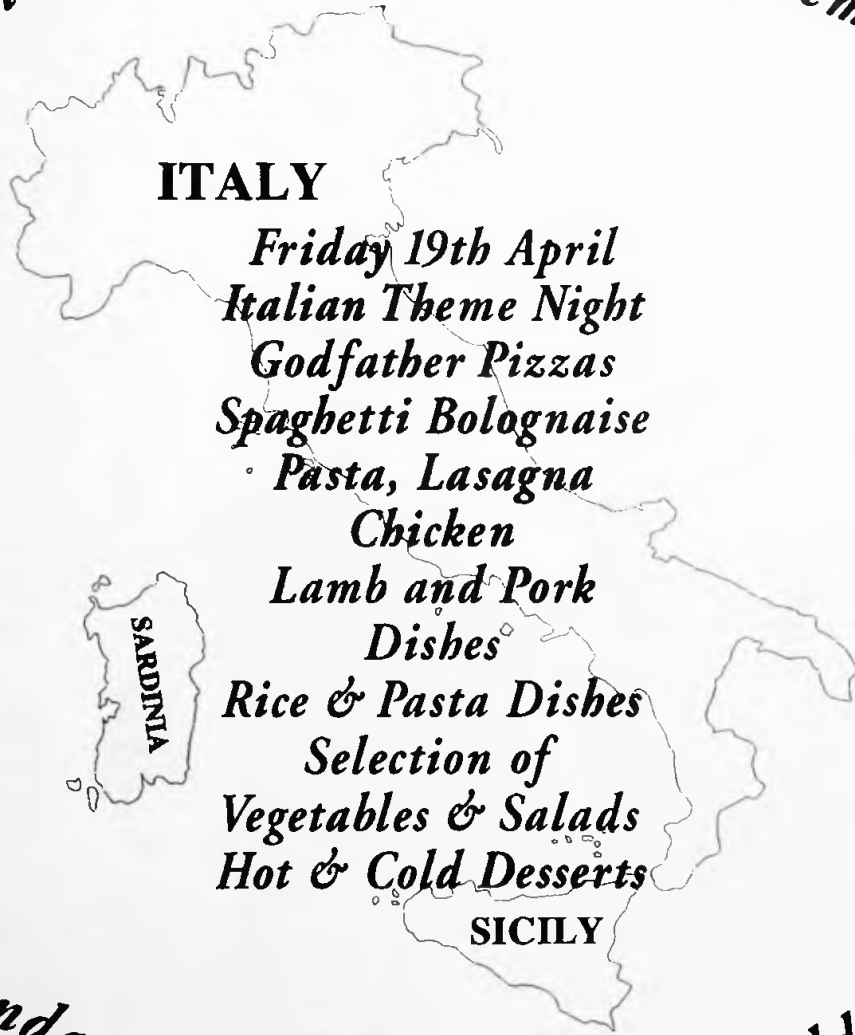 ITALY
Friday 19th April
Italian Theme Night
Godfather Pizzas
Spaghetti Bolognaise
Pasta, Lasagna
Chicken
Lamb and Pork
Dishes
Rice & Pasta Dishes
Selection of
Vegetables & Salads
Hot & Cold Desserts
SARDINIA
SICILY